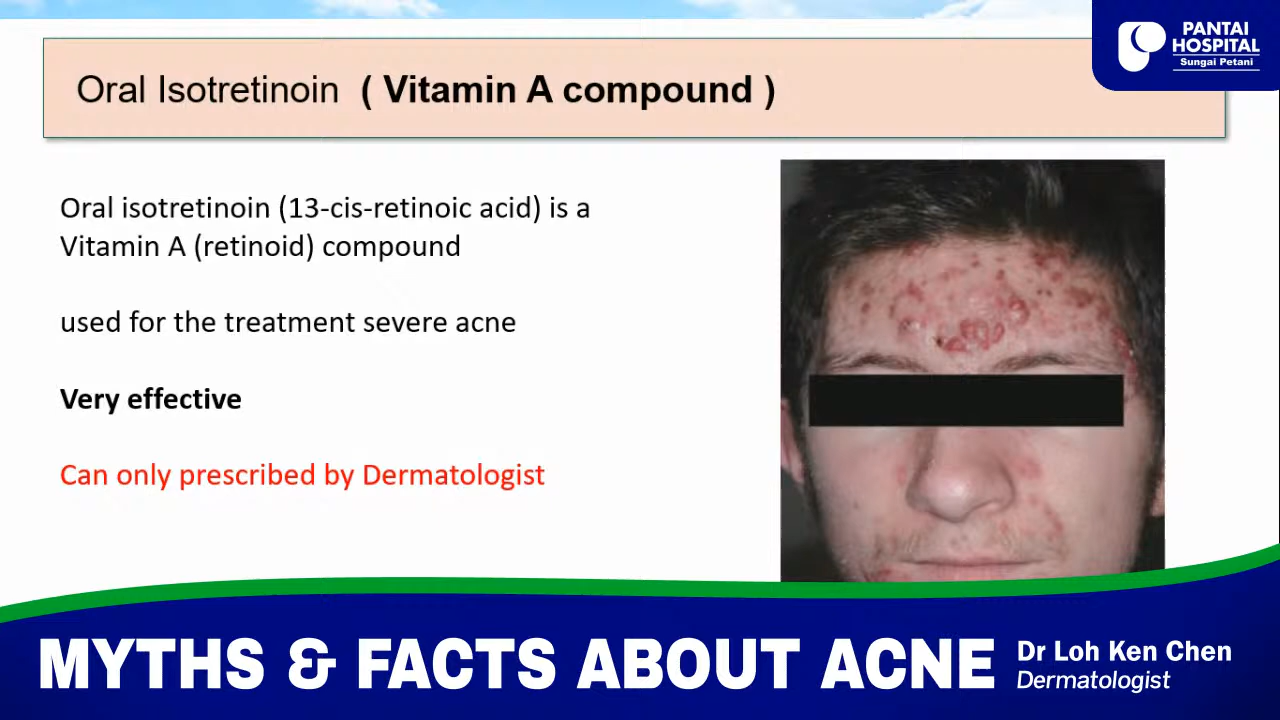 PANTAI
HOSPITAL
Sungai Petani
Oral Isotretinoin ( Vitamin A compound )
Oral isotretinoin (13-cis-retinoic acid) is a
Vitamin A (retinoid) compound
used for the treatment severe acne
Very effective
Can only prescribed by Dermatologist
MYTHS & FACTS ABOUT ACNE
Dr Loh Ken Chen
Dermatologist